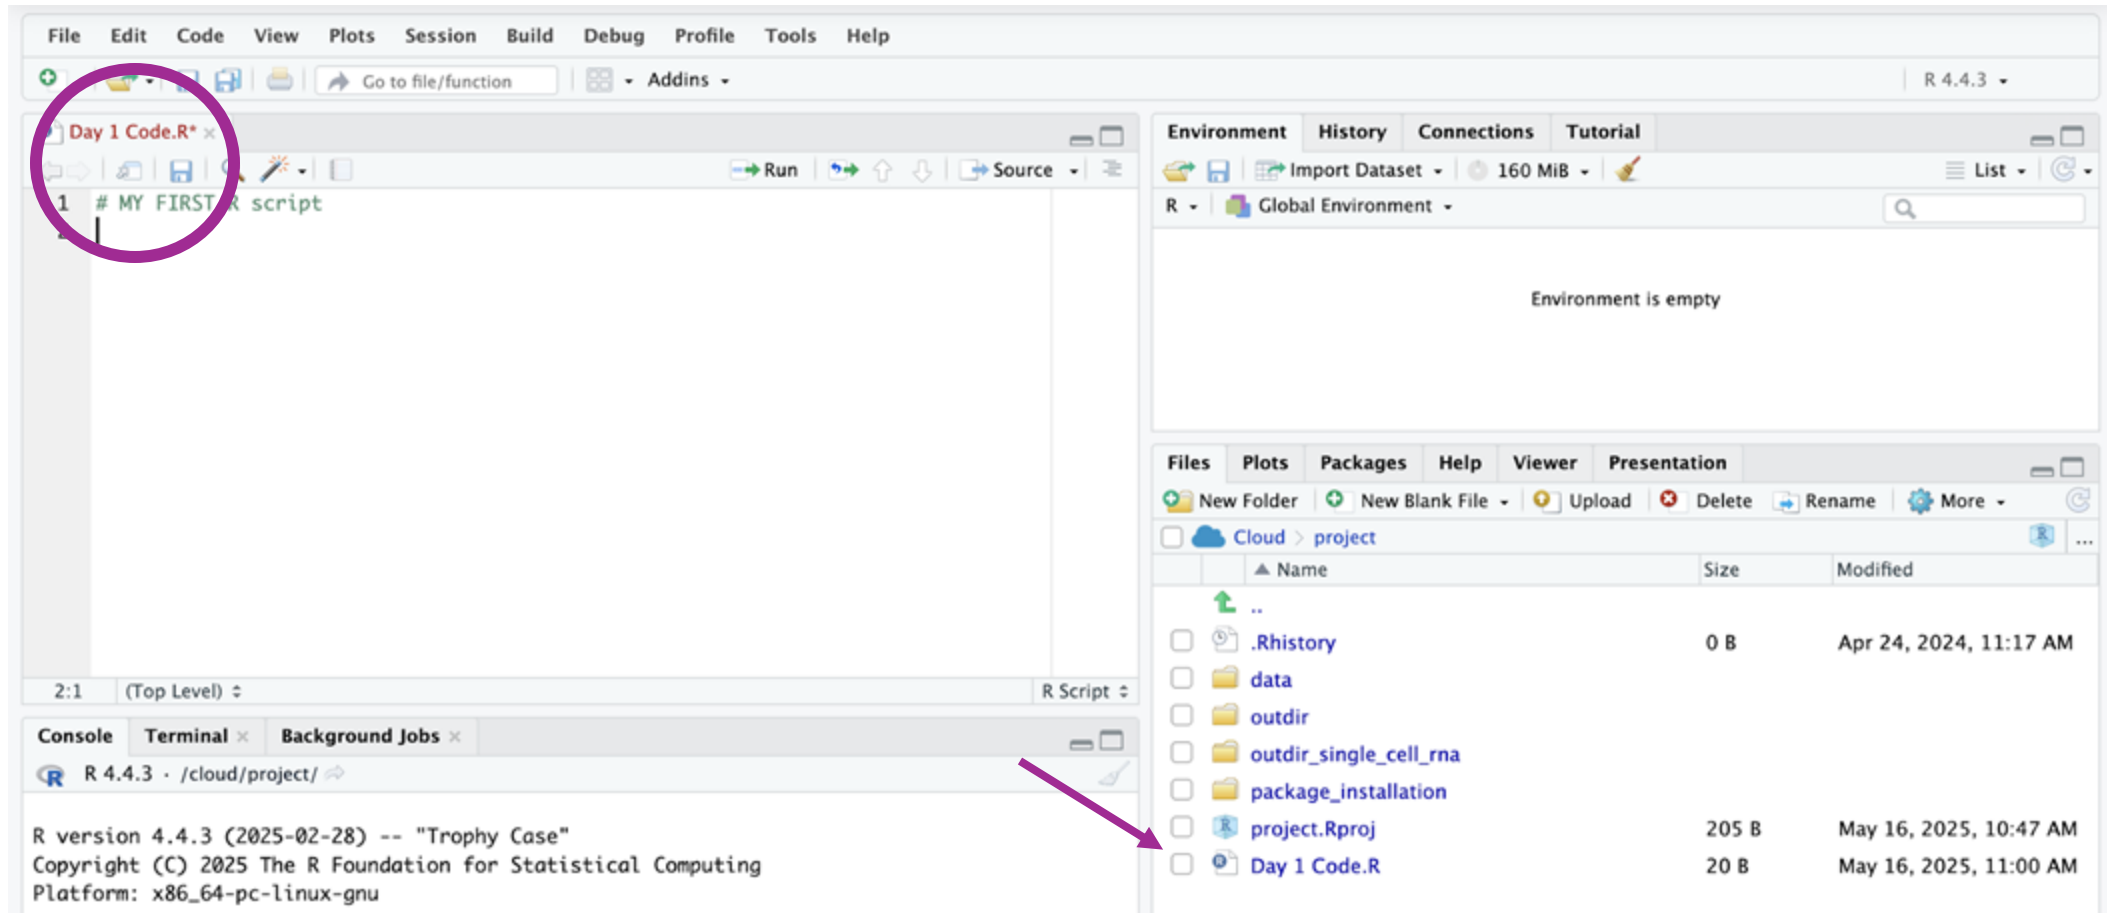 File Edit Code View Plots Session Build Debug Profile Tools Help
Go to file/function Addins R 4.4.3
Day 1 Code.R*
Run Source
1 # MY FIRST R script
2:1 (Top Level) R Script
Console Terminal Background Jobs
R 4.4.3 · /cloud/project/
R version 4.4.3 (2025-02-28) -- "Trophy Case"
Copyright (C) 2025 The R Foundation for Statistical Computing
Platform: x86_64-pc-linux-gnu
Environment History Connections Tutorial
Import Dataset 160 MiB List
R Global Environment
Environment is empty
Files Plots Packages Help Viewer Presentation
New Folder New Blank File Upload Delete Rename More
Cloud > project R ...
Name Size Modified
..
.Rhistory 0 B Apr 24, 2024, 11:17 AM
data
outdir
outdir_single_cell_rna
package_installation
project.Rproj 205 B May 16, 2025, 10:47 AM
Day 1 Code.R 20 B May 16, 2025, 11:00 AM